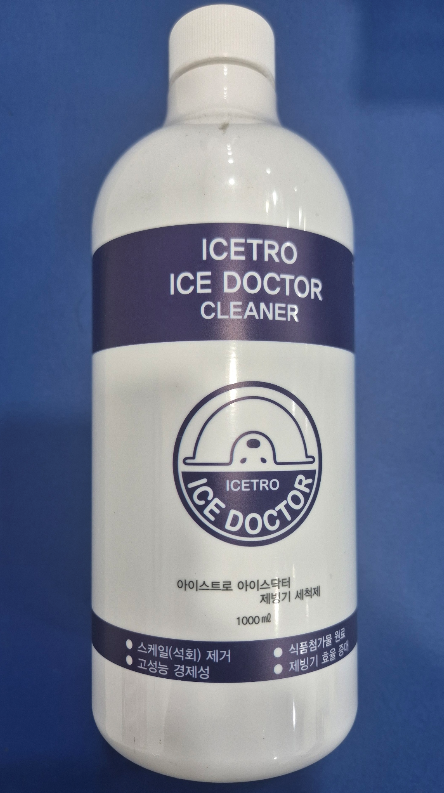 ICETRO
ICE DOCTOR
CLEANER
ICETRO
ICE DOCTOR
아이스트로 아이스닥터
제빙기 세척제
1000㎖
● 스케일(석회) 제거
● 고성능 경제성
● 식품첨가물 원료
● 제빙기 효율 증대